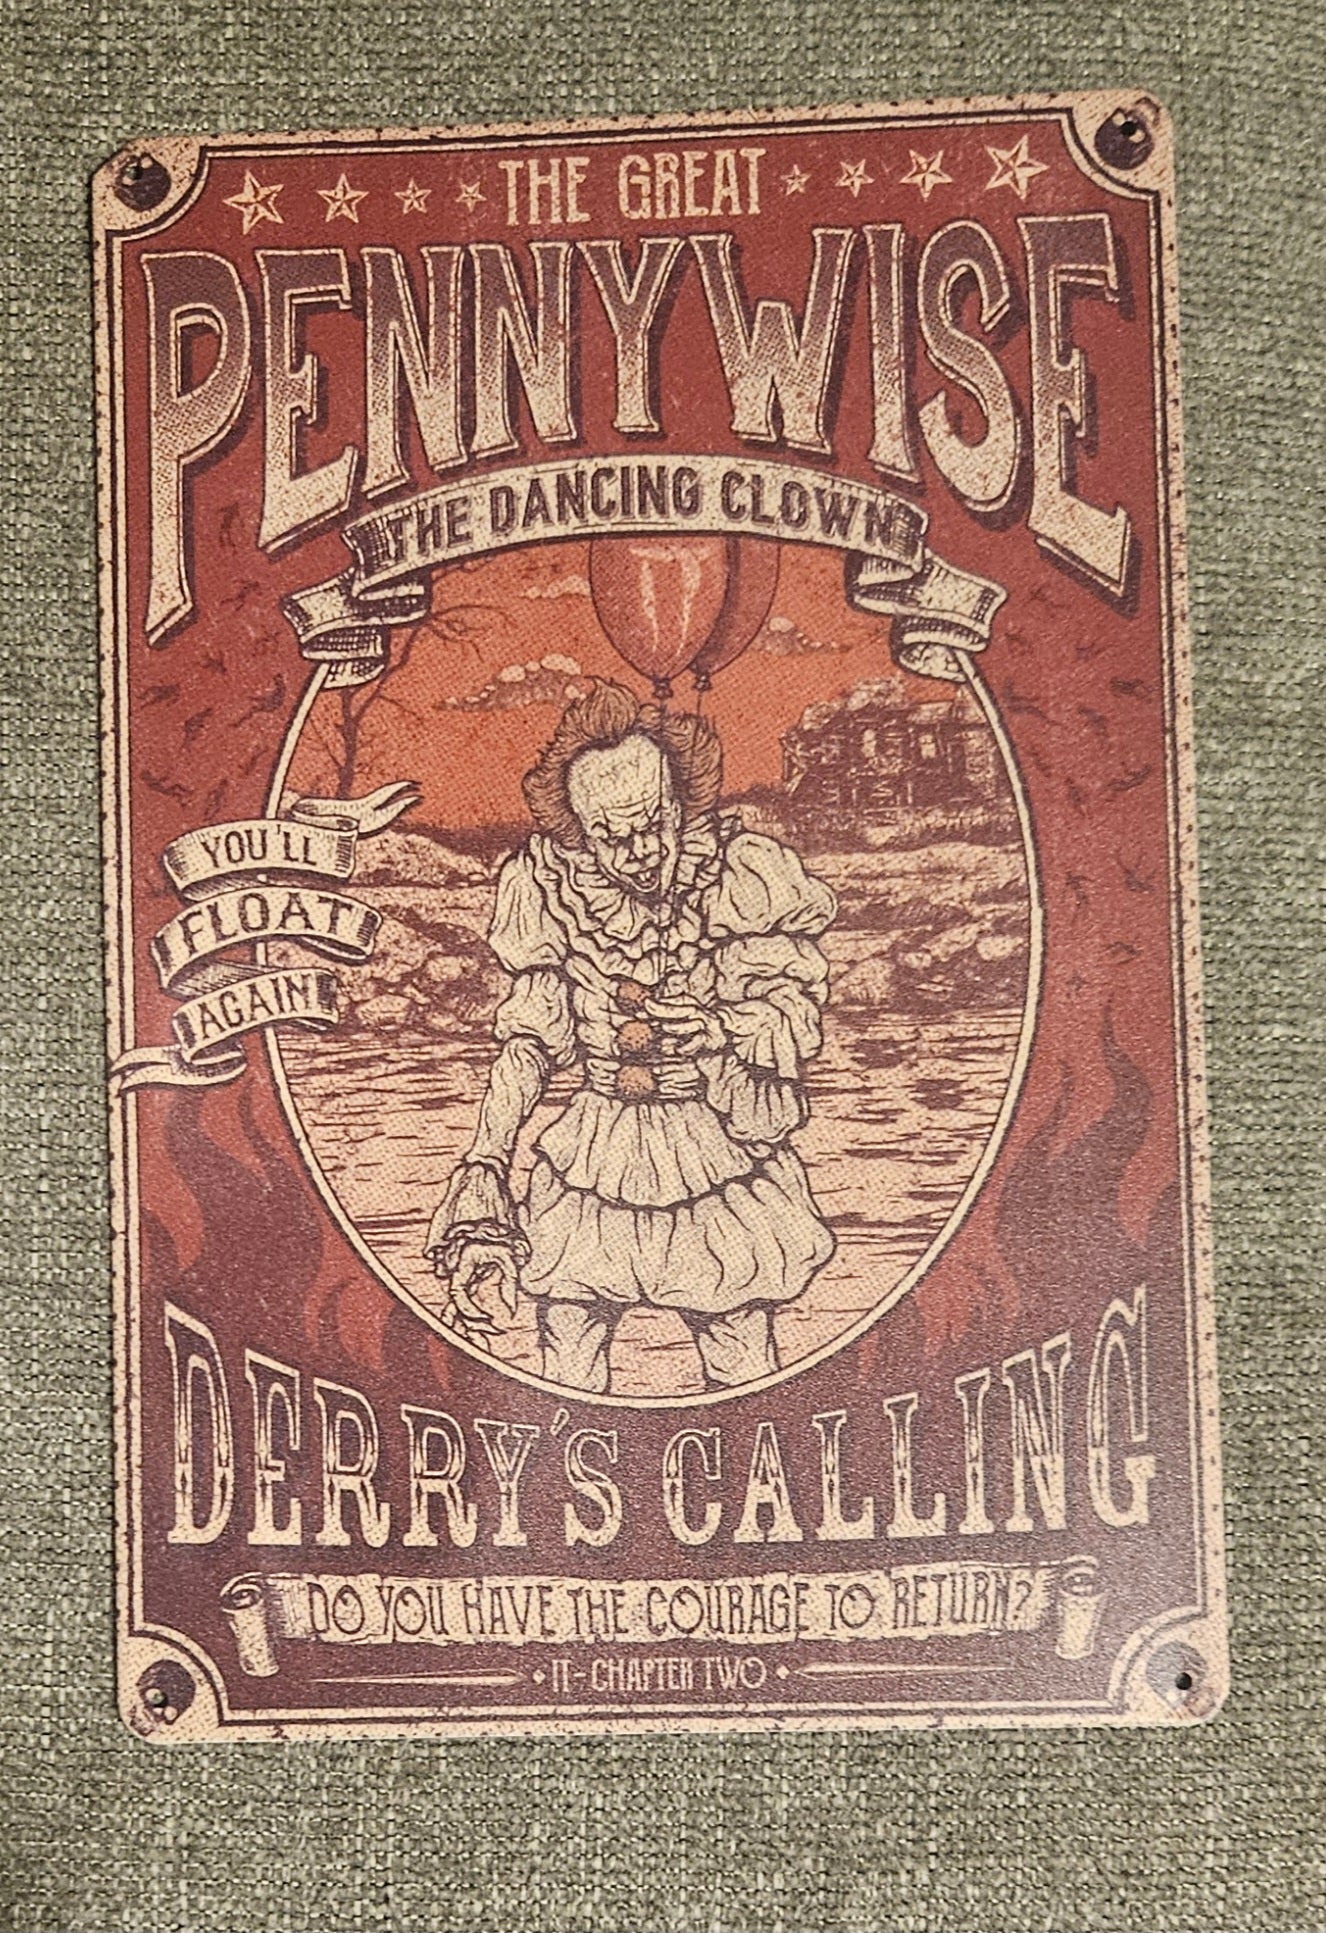 THE GREAT
PENNYWISE
THE DANCING CLOWN
YOU'LL
FLOAT
AGAIN
DERRY'S CALLING
DO YOU HAVE THE COURAGE TO RETURN?
• IT-CHAPTER TWO •